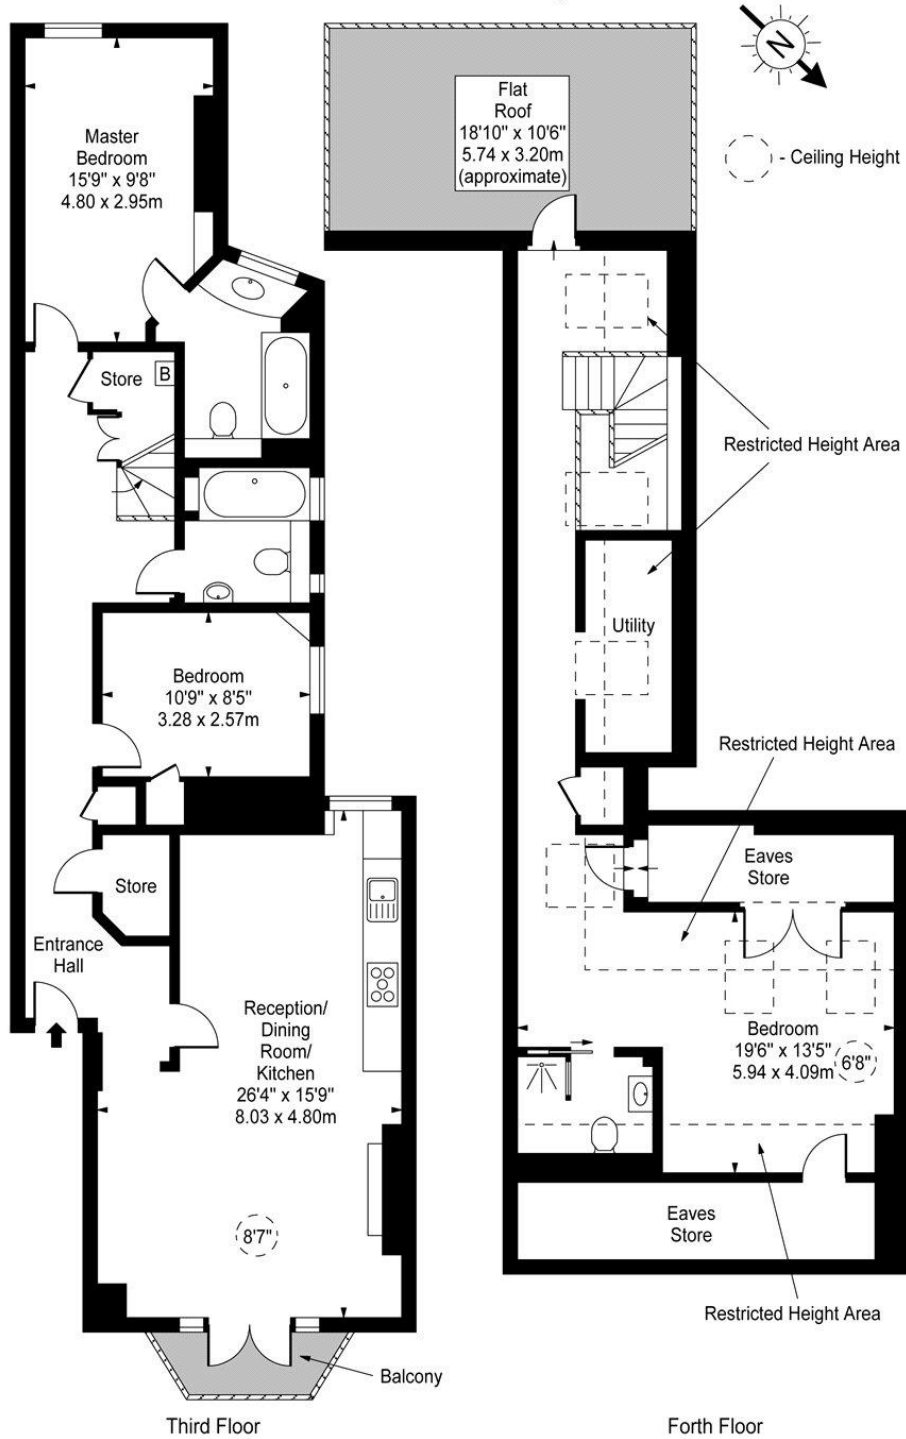 N
- Ceiling Height
Flat
Roof
18'10" x 10'6"
5.74 x 3.20m
(approximate)
Master
Bedroom
15'9" x 9'8"
4.80 x 2.95m
Store
B
Restricted Height Area
Utility
Bedroom
10'9" x 8'5"
3.28 x 2.57m
Restricted Height Area
Eaves
Store
Store
Entrance
Hall
Reception/
Dining
Room/
Kitchen
26'4" x 15'9"
8.03 x 4.80m
Bedroom
19'6" x 13'5"
5.94 x 4.09m
6'8"
8'7"
Eaves
Store
Restricted Height Area
Balcony
Third Floor
Forth Floor